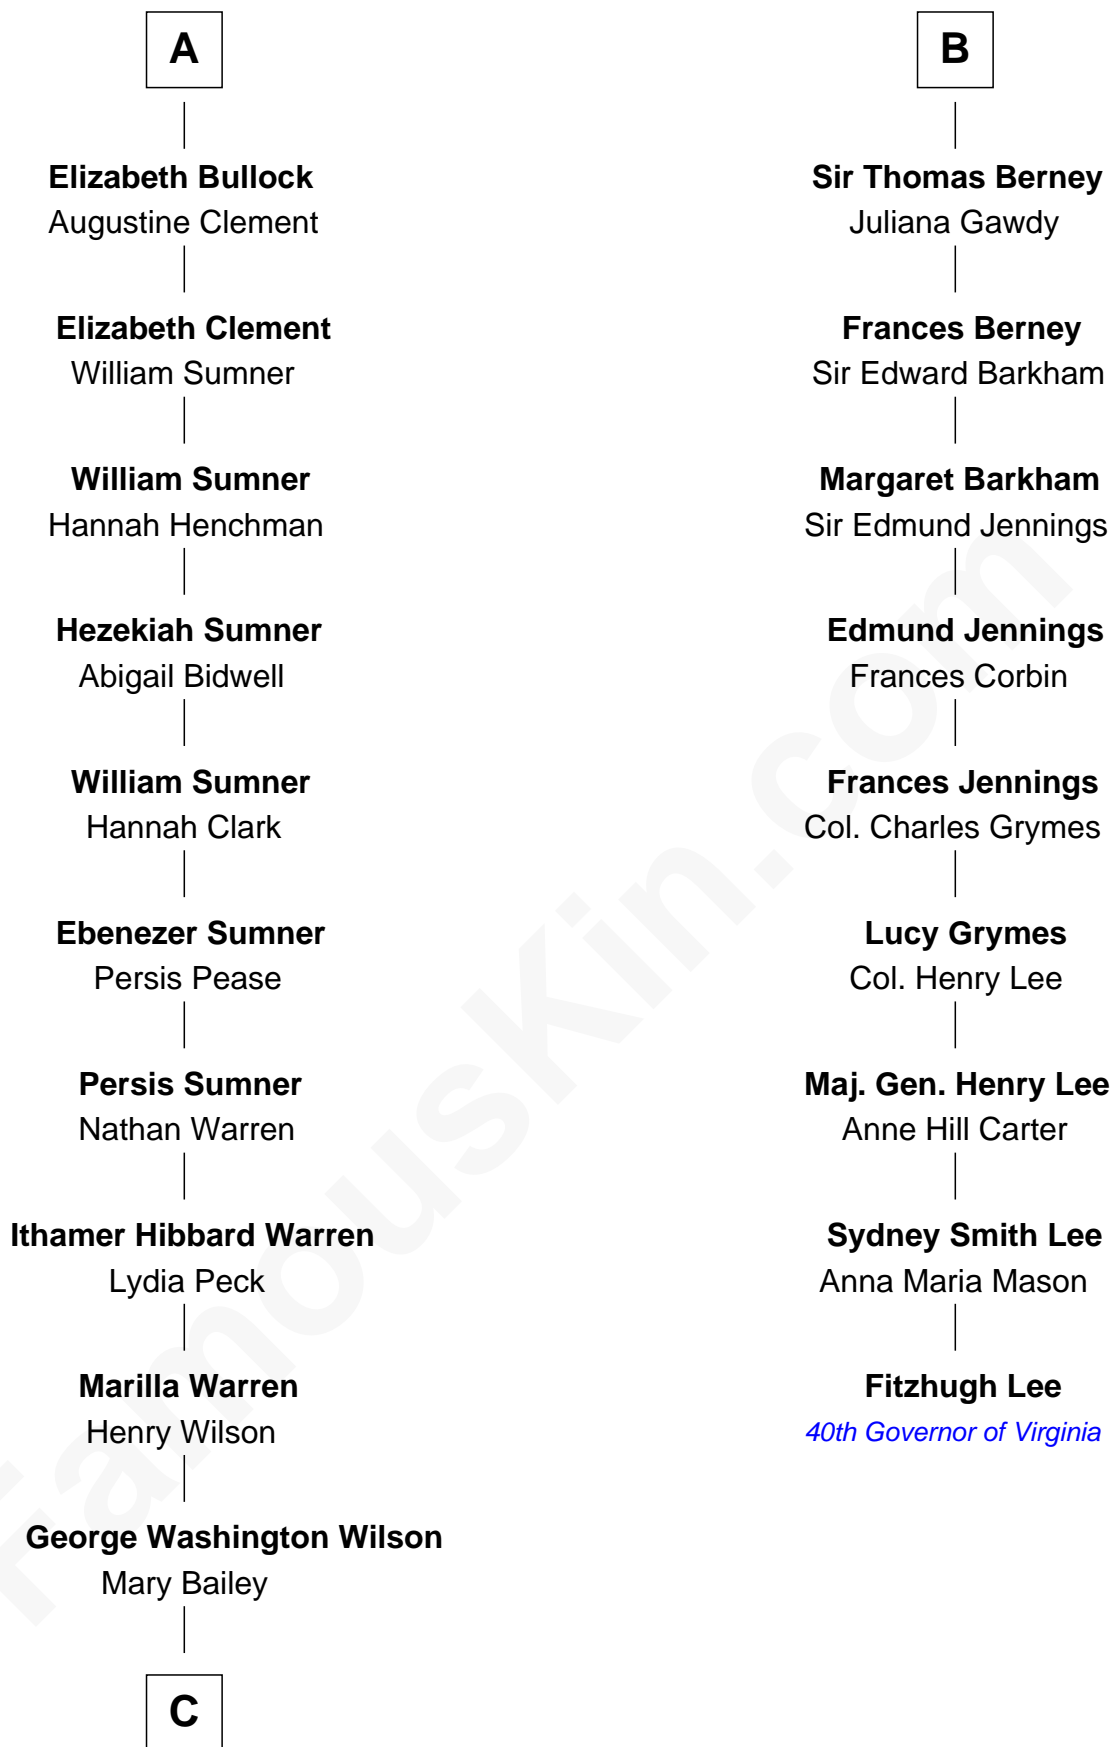 A
Elizabeth Bullock
Augustine Clement
Elizabeth Clement
William Sumner
William Sumner
Hannah Henchman
Hezekiah Sumner
Abigail Bidwell
William Sumner
Hannah Clark
Ebenezer Sumner
Persis Pease
Persis Sumner
Nathan Warren
Ithamer Hibbard Warren
Lydia Peck
Marilla Warren
Henry Wilson
George Washington Wilson
Mary Bailey
C
B
Sir Thomas Berney
Juliana Gawdy
Frances Berney
Sir Edward Barkham
Margaret Barkham
Sir Edmund Jennings
Edmund Jennings
Frances Corbin
Frances Jennings
Col. Charles Grymes
Lucy Grymes
Col. Henry Lee
Maj. Gen. Henry Lee
Anne Hill Carter
Sydney Smith Lee
Anna Maria Mason
Fitzhugh Lee
40th Governor of Virginia
FamousKin.com